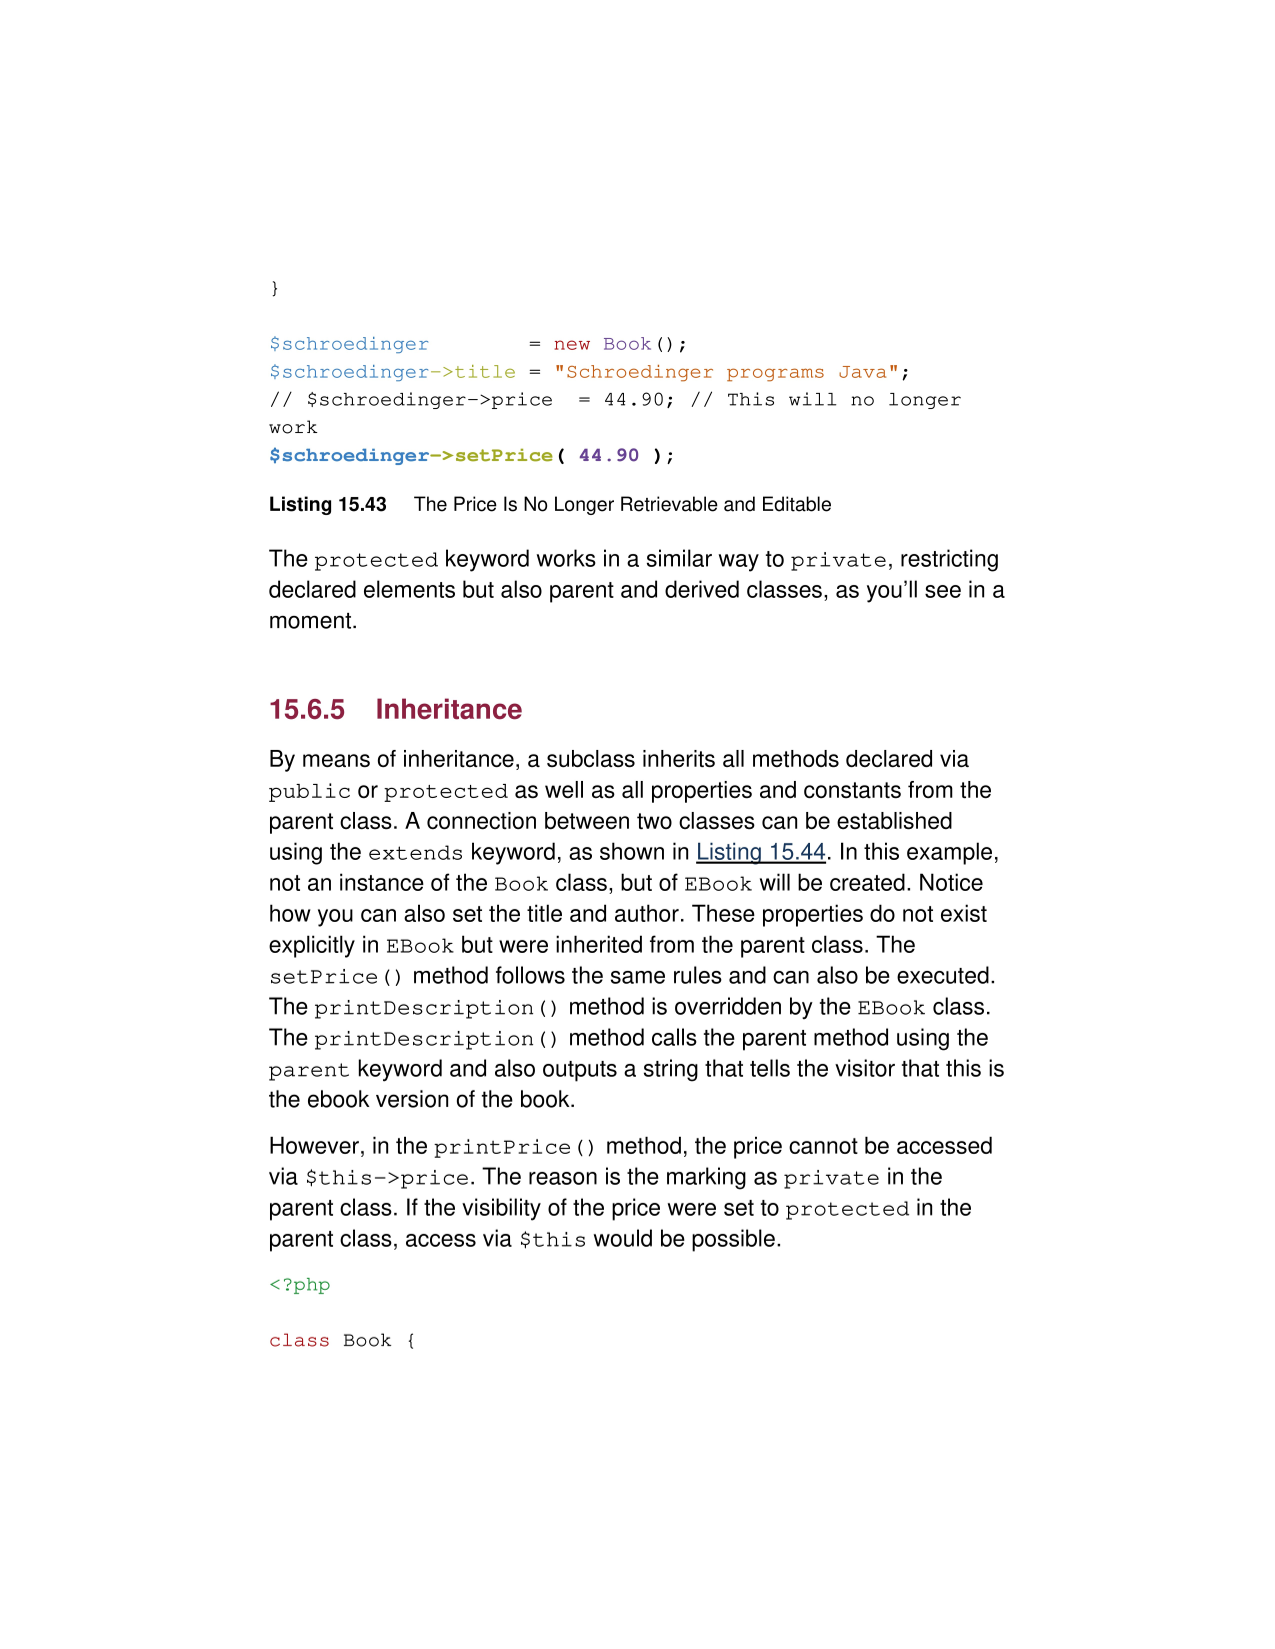 }
$schroedinger        = new Book();
$schroedinger->title = "Schroedinger programs Java";
// $schroedinger->price  = 44.90; // This will no longer
work
$schroedinger->setPrice( 44.90 );
Listing 15.43 The Price Is No Longer Retrievable and Editable
The protected keyword works in a similar way to private, restricting
declared elements but also parent and derived classes, as you’ll see in a
moment.
15.6.5 Inheritance
By means of inheritance, a subclass inherits all methods declared via
public or protected as well as all properties and constants from the
parent class. A connection between two classes can be established
using the extends keyword, as shown in Listing 15.44. In this example,
not an instance of the Book class, but of EBook will be created. Notice
how you can also set the title and author. These properties do not exist
explicitly in EBook but were inherited from the parent class. The
setPrice() method follows the same rules and can also be executed.
The printDescription() method is overridden by the EBook class.
The printDescription() method calls the parent method using the
parent keyword and also outputs a string that tells the visitor that this is
the ebook version of the book.
However, in the printPrice() method, the price cannot be accessed
via $this->price. The reason is the marking as private in the
parent class. If the visibility of the price were set to protected in the
parent class, access via $this would be possible.
<?php
class Book {